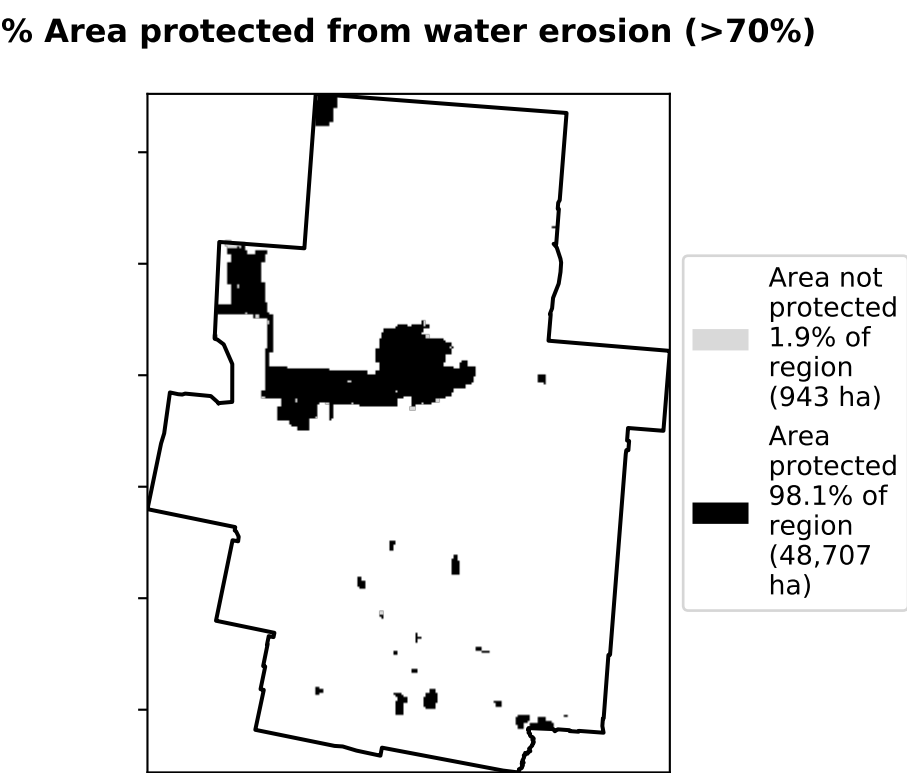 % Area protected from water erosion (>70%)
Area not
protected
1.9% of
region
(943 ha)
Area
protected
98.1% of
region
(48,707
ha)